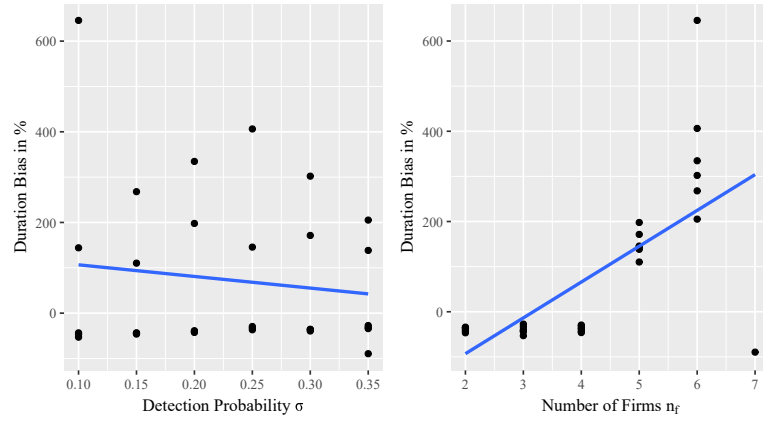 Duration Bias in %
600
400
200
0
0.10 0.15 0.20 0.25 0.30 0.35
Detection Probability σ
Duration Bias in %
600
400
200
0
2 3 4 5 6 7
Number of Firms nf